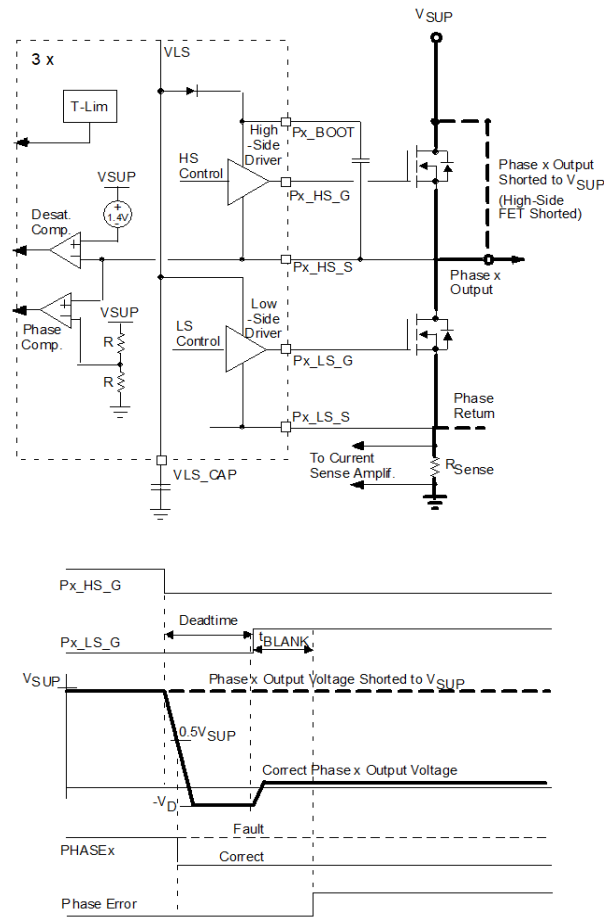 VSUP
3 x
VLS
T-Lim
High
-Side
Driver
Px_BOOT
HS
Control
VSUP
1.4V
Px_HS_G
Desat.
Comp.
Phase x Output
Shorted to VSUP
(High-Side
FET Shorted)
Px_HS_S
Phase x
Output
VSUP
R
R
Phase
Comp.
Low
-Side
Driver
LS
Control
Px_LS_G
Phase
Return
Px_LS_S
To Current
Sense Amplif.
RSense
VLS_CAP
Px_HS_G
Deadtime
Px_LS_G
tBLANK
VSUP
Phase x Output Voltage Shorted to VSUP
0.5VSUP
Correct Phase x Output Voltage
-VD
Fault
PHASEx
Correct
Phase Error